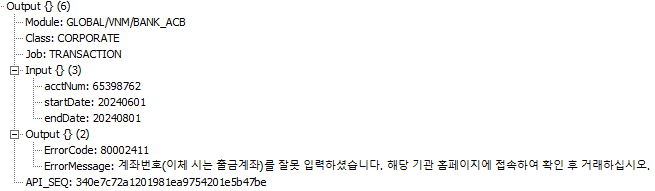 Output {} (6)
Module: GLOBAL/VNM/BANK_ACB
Class: CORPORATE
Job: TRANSACTION
Input {} (3)
acctNum: 65398762
startDate: 20240601
endDate: 20240801
Output {} (2)
ErrorCode: 80002411
ErrorMessage: 계좌번호(이체 시는 출금계좌)를 잘못 입력하셨습니다. 해당 기관 홈페이지에 접속하여 확인 후 거래하십시오.
API_SEQ: 340e7c72a1201981ea9754201e5b47be